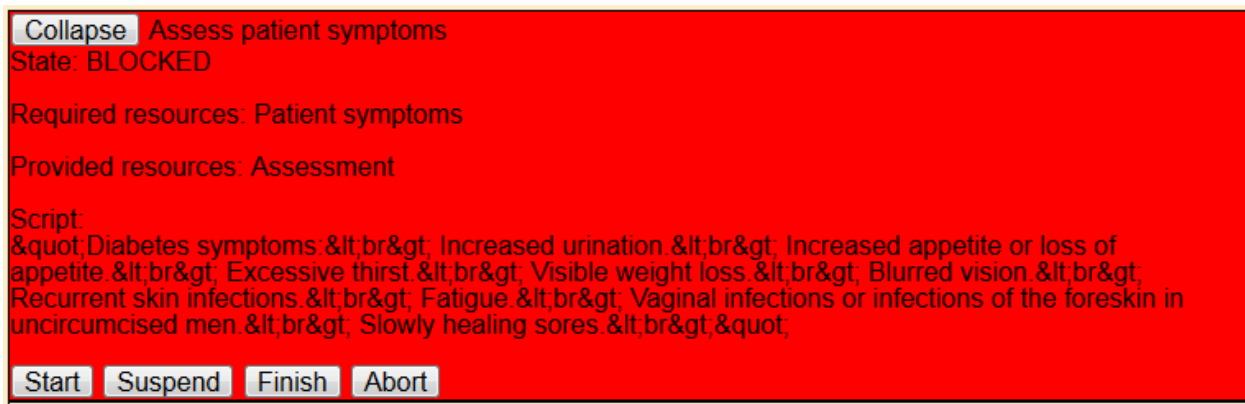 Collapse Assess patient symptoms
State: BLOCKED
Required resources: Patient symptoms
Provided resources: Assessment
Script:
&quot;Diabetes symptoms:&lt;br&gt; Increased urination.&lt;br&gt; Increased appetite or loss of
appetite.&lt;br&gt; Excessive thirst.&lt;br&gt; Visible weight loss.&lt;br&gt; Blurred vision.&lt;br&gt;
Recurrent skin infections.&lt;br&gt; Fatigue.&lt;br&gt; Vaginal infections or infections of the foreskin in
uncircumcised men.&lt;br&gt; Slowly healing sores.&lt;br&gt;&quot;
Start Suspend Finish Abort